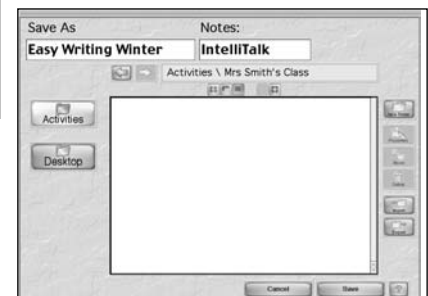 Save As Notes:
Easy Writing Winter IntelliTalk
Activities \ Mrs Smith's Class
Activities
Desktop
Cancel Save ?